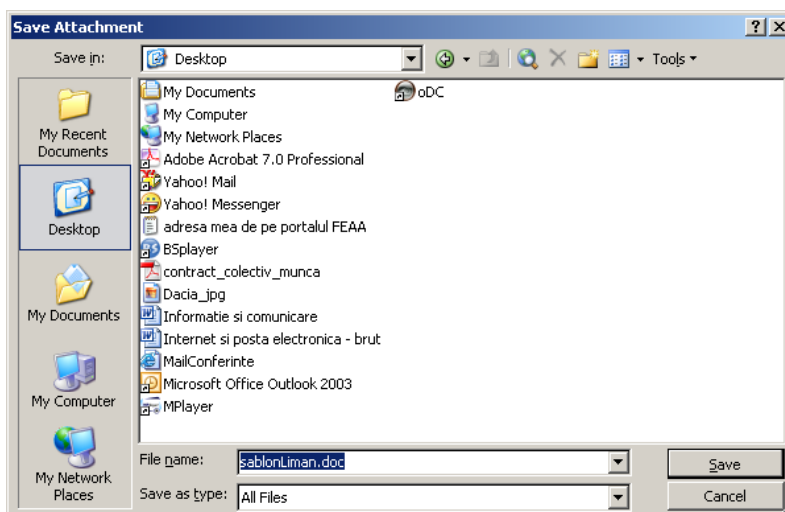 Save Attachment
Save in:
Desktop
Tools
My Recent
Documents
Desktop
My Documents
My Computer
My Network
Places
My Documents
My Computer
My Network Places
Adobe Acrobat 7.0 Professional
Yahoo! Mail
Yahoo! Messenger
adresa mea de pe portalul FEAA
BSplayer
contract_colectiv_munca
Dacia_jpg
Informatie si comunicare
Internet si posta electronica - brut
MailConferinte
Microsoft Office Outlook 2003
MPlayer
oDC
File name:
sablonLiman.doc
Save
Save as type:
All Files
Cancel